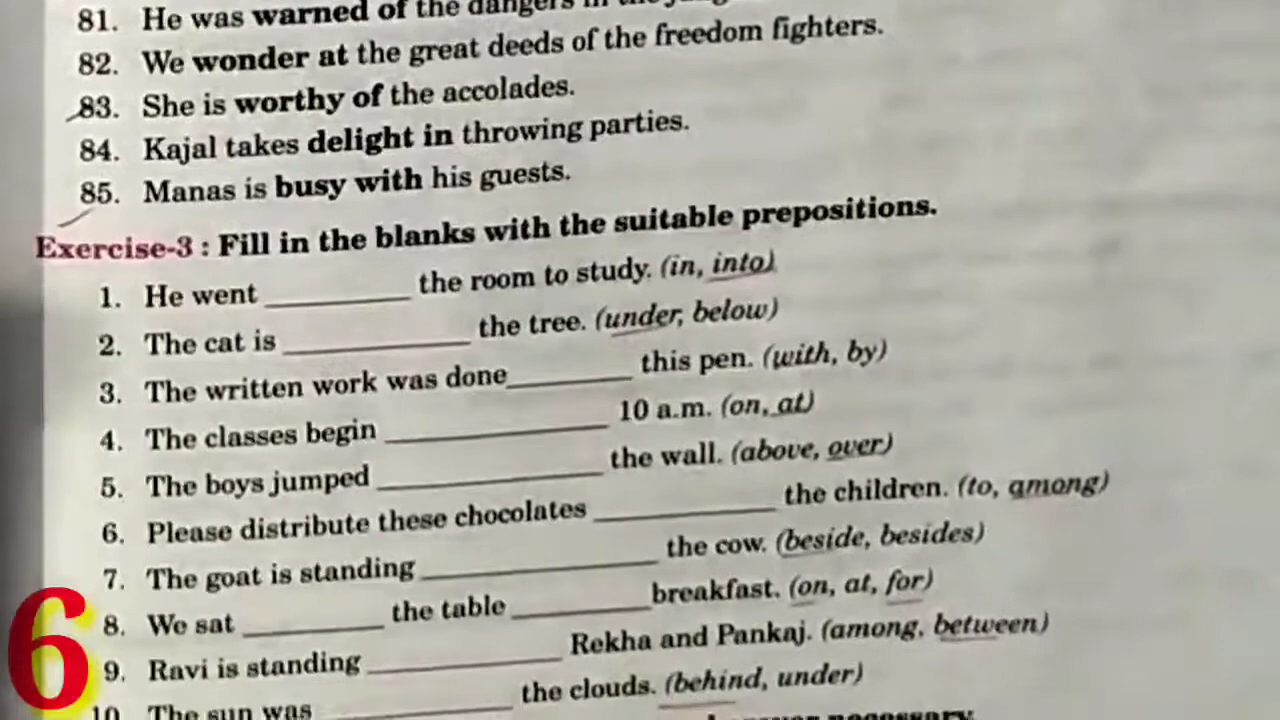 81. He was warned of the dangers in the
82. We wonder at the great deeds of the freedom fighters.
83. She is worthy of the accolades.
84. Kajal takes delight in throwing parties.
85. Manas is busy with his guests.
Exercise-3 : Fill in the blanks with the suitable prepositions.
1. He went __________ the room to study. (in, into)
2. The cat is __________ the tree. (under, below)
3. The written work was done__________ this pen. (with, by)
4. The classes begin __________ 10 a.m. (on, at)
5. The boys jumped __________ the wall. (above, over)
6. Please distribute these chocolates __________ the children. (to, among)
7. The goat is standing __________ the cow. (beside, besides)
8. We sat __________ the table __________ breakfast. (on, at, for)
9. Ravi is standing __________ Rekha and Pankaj. (among, between)
10. The sun was __________ the clouds. (behind, under)
necessary
6